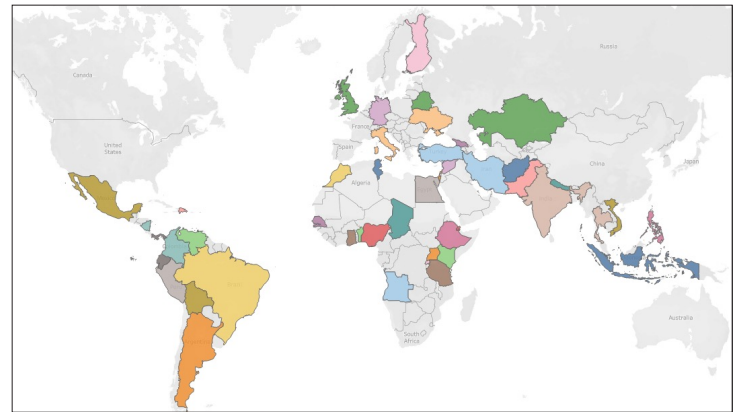 Russia
Canada
France
United
States
Spain
China
Japan
Algeria
Australia
South
Africa